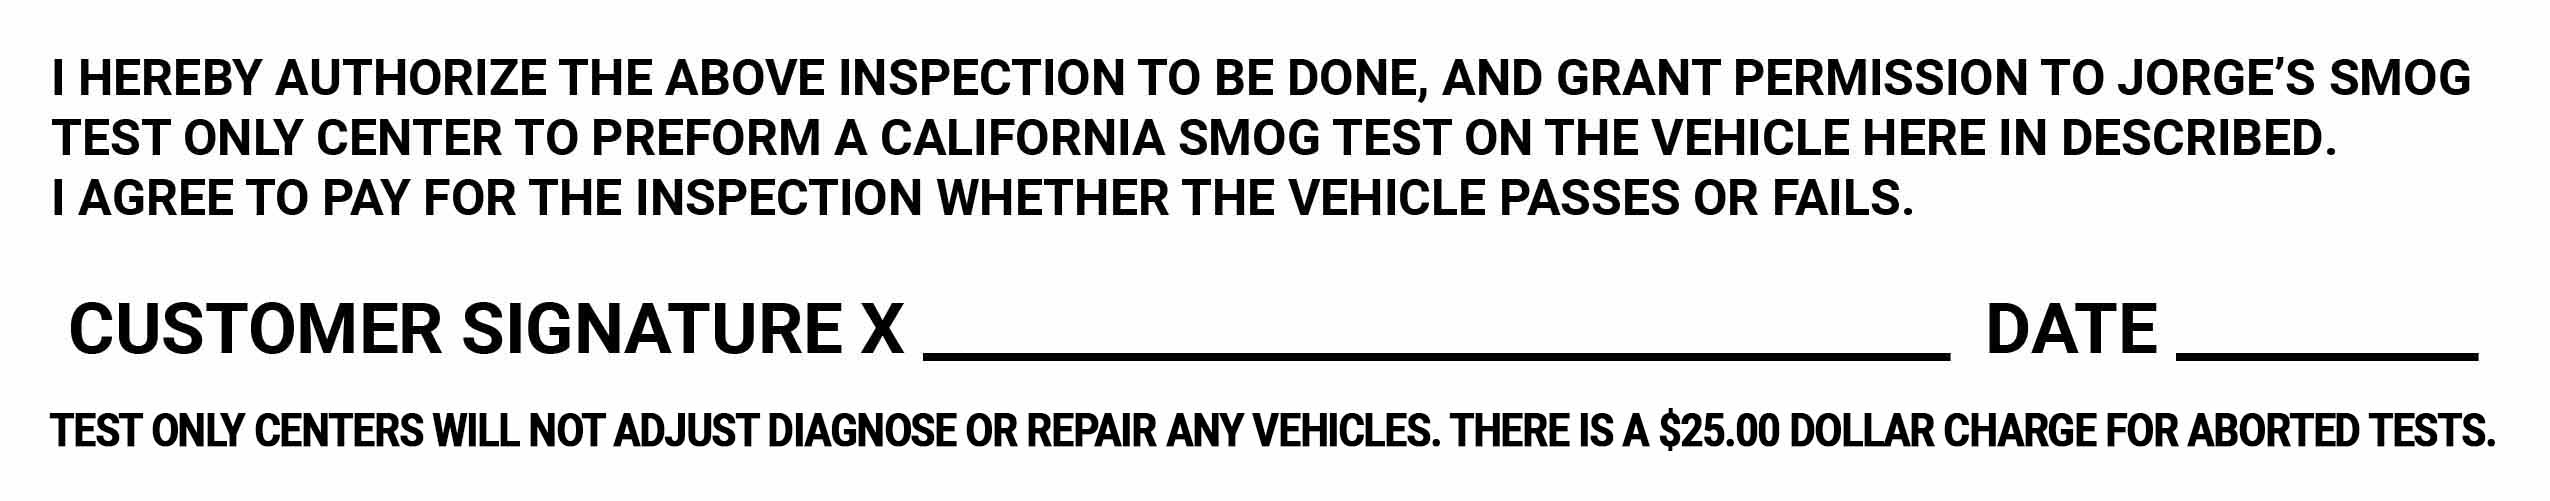 I HEREBY AUTHORIZE THE ABOVE INSPECTION TO BE DONE, AND GRANT PERMISSION TO JORGE’S SMOG
TEST ONLY CENTER TO PREFORM A CALIFORNIA SMOG TEST ON THE VEHICLE HERE IN DESCRIBED.
I AGREE TO PAY FOR THE INSPECTION WHETHER THE VEHICLE PASSES OR FAILS.
CUSTOMER SIGNATURE X ____________________ DATE ______
TEST ONLY CENTERS WILL NOT ADJUST DIAGNOSE OR REPAIR ANY VEHICLES. THERE IS A $25.00 DOLLAR CHARGE FOR ABORTED TESTS.